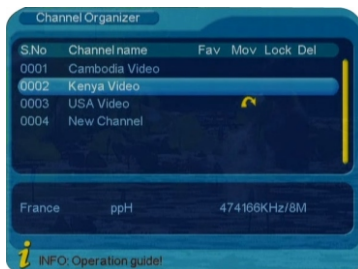 Channel Organizer
S.No Channel name Fav Mov Lock Del
0001 Cambodia Video
0002 Kenya Video
0003 USA Video
0004 New Channel
France ppH 474166KHz/8M
i INFO: Operation guide!